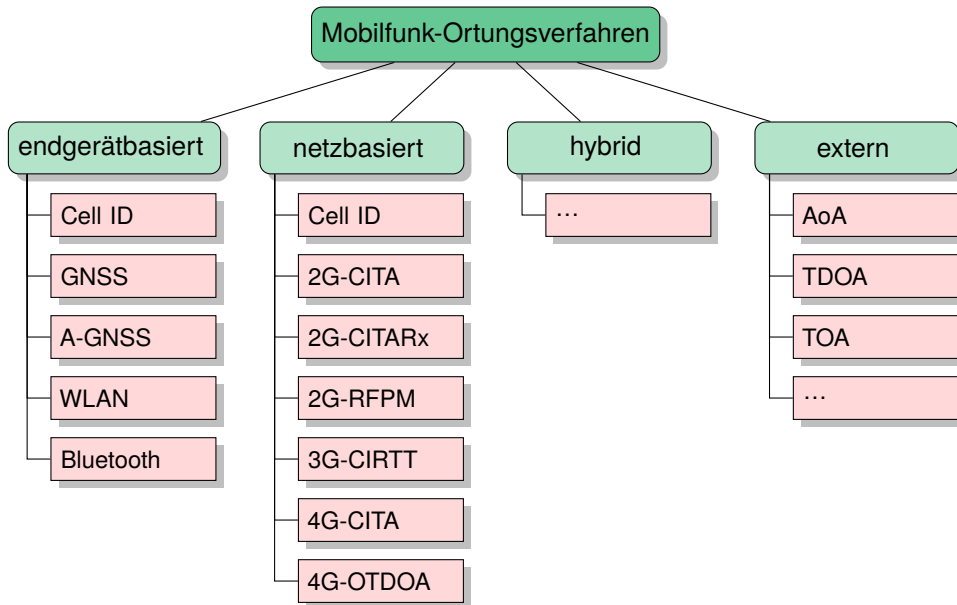 Mobilfunk-Ortungsverfahren
endgerätbasiert
Cell ID
GNSS
A-GNSS
WLAN
Bluetooth
netzbasiert
Cell ID
2G-CITA
2G-CITARx
2G-RFPM
3G-CIRTT
4G-CITA
4G-OTDOA
hybrid
...
extern
AoA
TDOA
TOA
...